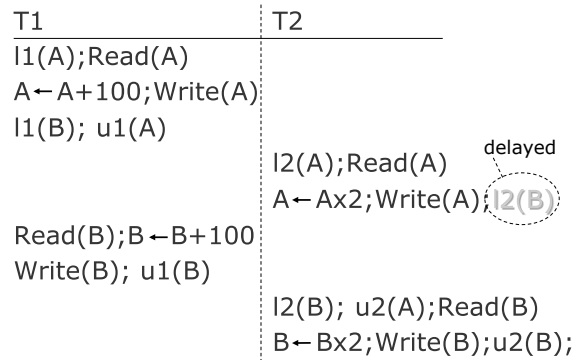 T1 T2
l1(A);Read(A)
A←A+100;Write(A)
l1(B); u1(A)
delayed
l2(A);Read(A)
A←Ax2;Write(A);l2(B)
Read(B);B←B+100
Write(B); u1(B)
l2(B); u2(A);Read(B)
B←Bx2;Write(B);u2(B);